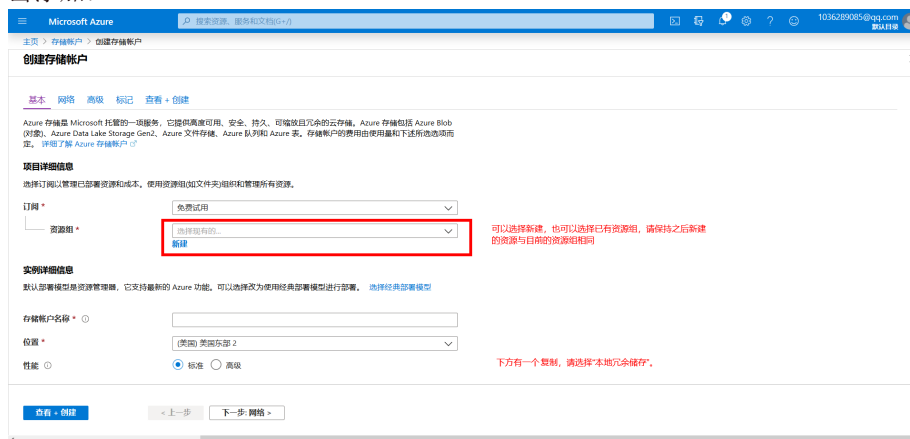 Microsoft Azure
搜索资源、服务和文档(G+/)
1036289085@qq.com
默认目录
主页 > 存储帐户 > 创建存储帐户
创建存储帐户
基本 网络 高级 标记 查看 + 创建
Azure 存储是 Microsoft 托管的一项服务，它提供高度可用、安全、持久、可缩放且冗余的云存储。Azure 存储包括 Azure Blob
(对象)、Azure Data Lake Storage Gen2、Azure 文件存储、Azure 队列和 Azure 表。存储帐户的费用由使用量和下述所选选项而
定。 详细了解 Azure 存储帐户
项目详细信息
选择订阅以管理已部署资源和成本。使用资源组(如文件夹)组织和管理所有资源。
订阅 *
免费试用
资源组 *
选择现有的...
新建
可以选择新建，也可以选择已有资源组，请保持之后新建
的资源与目前的资源组相同
实例详细信息
默认部署模型是资源管理器，它支持最新的 Azure 功能。可以选择改为使用经典部署模型进行部署。 选择经典部署模型
存储帐户名称 *
位置 *
(美国) 美国东部 2
性能
标准 高级
下方有一个 复制，请选择“本地冗余储存”。
查看 + 创建
< 上一步
下一步: 网络 >